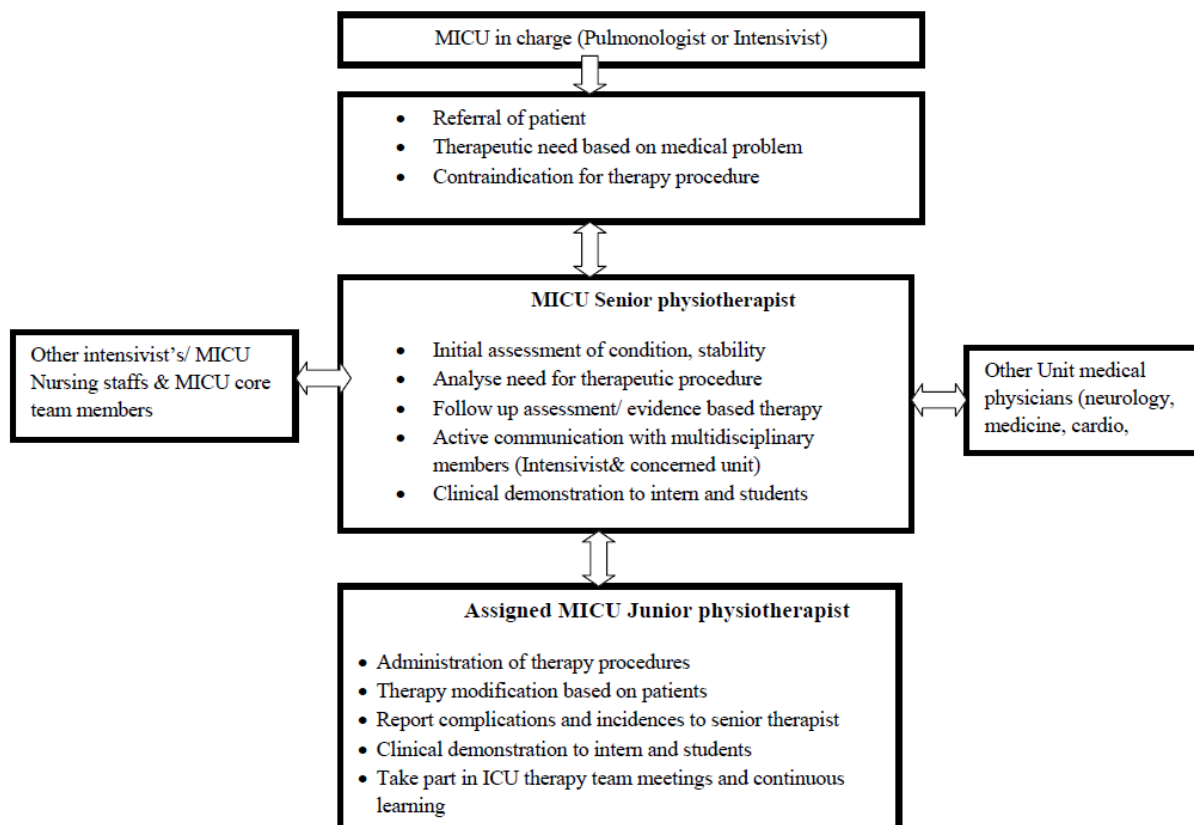 MICU in charge (Pulmonologist or Intensivist)
• Referral of patient
• Therapeutic need based on medical problem
• Contraindication for therapy procedure
MICU Senior physiotherapist
• Initial assessment of condition, stability
• Analyse need for therapeutic procedure
• Follow up assessment/ evidence based therapy
• Active communication with multidisciplinary
members (Intensivist& concerned unit)
• Clinical demonstration to intern and students
Other intensivist’s/ MICU
Nursing staffs & MICU core
team members
Other Unit medical
physicians (neurology,
medicine, cardio,
Assigned MICU Junior physiotherapist
• Administration of therapy procedures
• Therapy modification based on patients
• Report complications and incidences to senior therapist
• Clinical demonstration to intern and students
• Take part in ICU therapy team meetings and continuous
learning